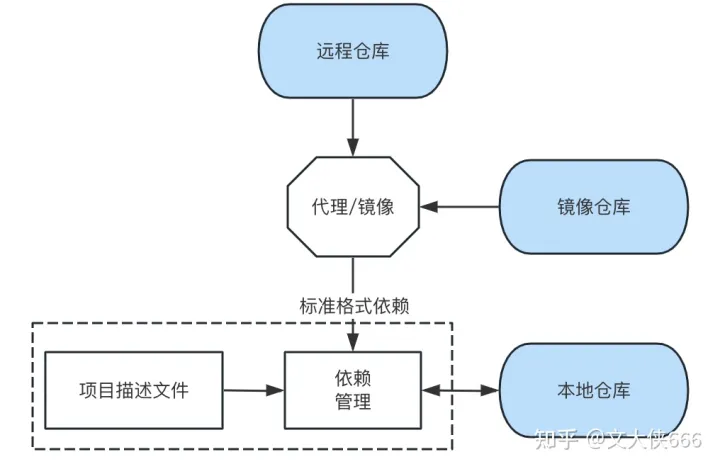 远程仓库
代理/镜像
镜像仓库
标准格式依赖
项目描述文件
依赖
管理
本地仓库
知乎 @文大侠666